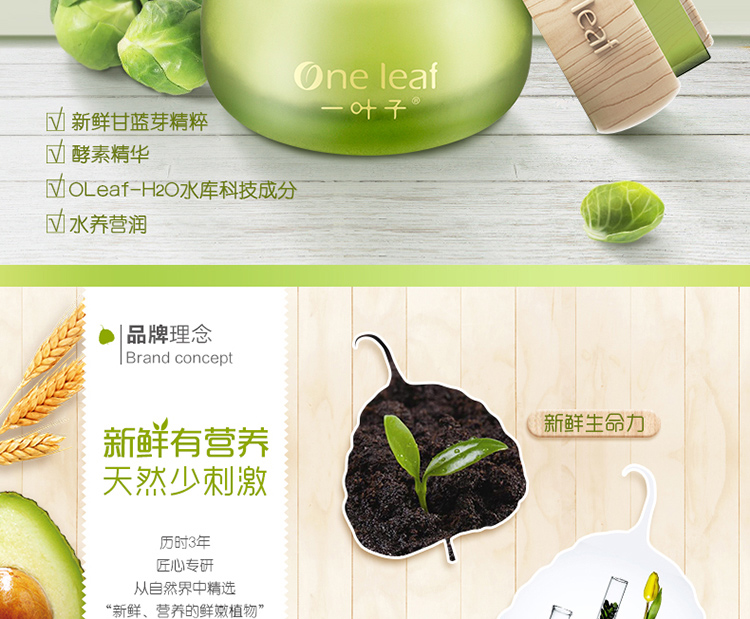 One leaf
一叶子®
leaf
新鲜甘蓝芽精粹
酵素精华
OLeaf-H2O水库科技成分
水养营润
品牌理念
Brand concept
新鲜有营养
天然少刺激
新鲜生命力
历时3年
匠心专研
从自然界中精选
“新鲜、营养的鲜嫩植物”